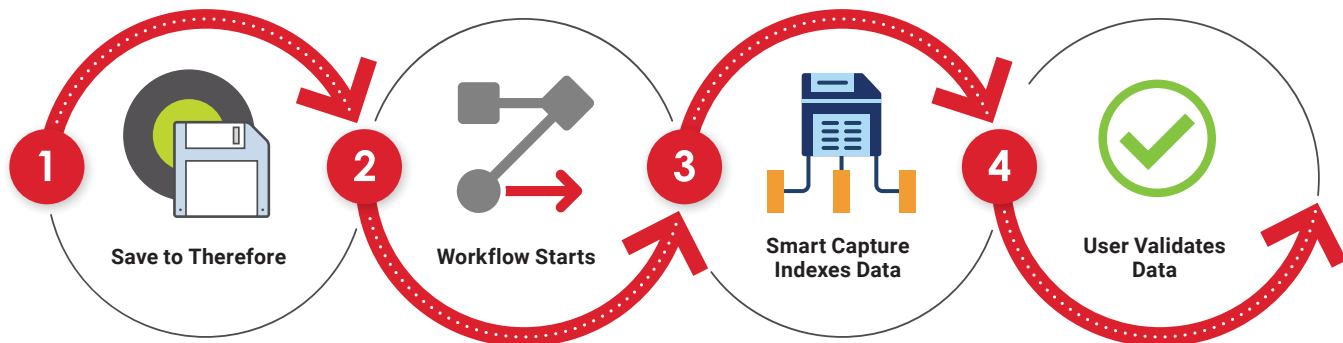 1
Save to Therefore
2
Workflow Starts
3
Smart Capture
Indexes Data
4
User Validates
Data